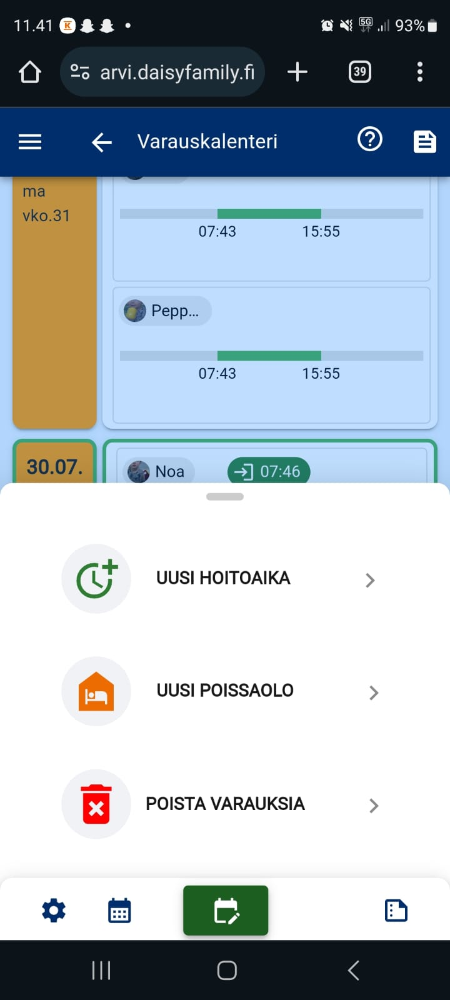 11.41 K 5G 93%
arvi.daisyfamily.fi 39
Varauskalenteri
ma
vko.31
07:43 15:55
Pepp...
07:43 15:55
30.07.
Noa 07:46
UUSI HOITOAIKA
UUSI POISSAOLO
POISTA VARAUKSIA